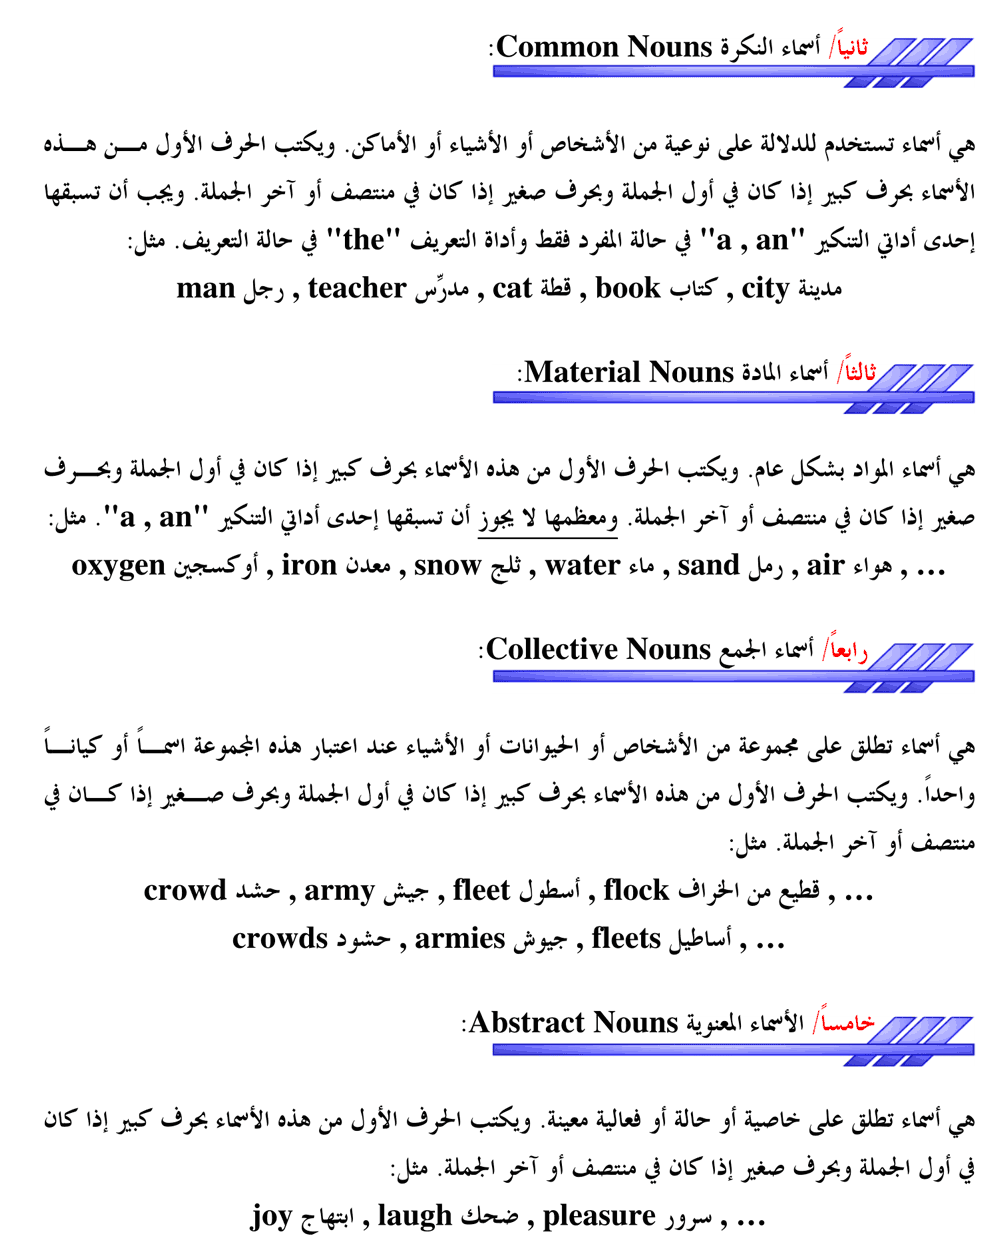 ثانياً/ أسماء النكرة Common Nouns:
هي أسماء تستخدم للدلالة على نوعية من الأشخاص أو الأشياء أو الأماكن. ويكتب الحرف الأول من هذه
الأسماء بحرف كبير إذا كان في أول الجملة وبحرف صغير إذا كان في منتصف أو آخر الجملة. ويجب أن تسبقها
إحدى أداتي التنكير "a , an" في حالة المفرد فقط وأداة التعريف "the" في حالة التعريف. مثل:
man رجل , teacher مدرِّس , cat قطة , book كتاب , city مدينة
ثالثاً/ أسماء المادة Material Nouns:
هي أسماء المواد بشكل عام. ويكتب الحرف الأول من هذه الأسماء بحرف كبير إذا كان في أول الجملة وبحرف
صغير إذا كان في منتصف أو آخر الجملة. ومعظمها لا يجوز أن تسبقها إحدى أداتي التنكير "a , an". مثل:
oxygen أوكسجين , iron معدن , snow ثلج , water ماء , sand رمل , air هواء , ...
رابعاً/ أسماء الجمع Collective Nouns:
هي أسماء تطلق على مجموعة من الأشخاص أو الحيوانات أو الأشياء عند اعتبار هذه المجموعة اسماً أو كياناً
واحداً. ويكتب الحرف الأول من هذه الأسماء بحرف كبير إذا كان في أول الجملة وبحرف صغير إذا كان في
منتصف أو آخر الجملة. مثل:
crowd حشد , army جيش , fleet أسطول , flock قطيع من الخراف , ...
crowds حشود , armies جيوش , fleets أساطيل , ...
خامساً/ الأسماء المعنوية Abstract Nouns:
هي أسماء تطلق على خاصية أو حالة أو فعالية معينة. ويكتب الحرف الأول من هذه الأسماء بحرف كبير إذا كان
في أول الجملة وبحرف صغير إذا كان في منتصف أو آخر الجملة. مثل:
joy ابتهاج , laugh ضحك , pleasure سرور , ...